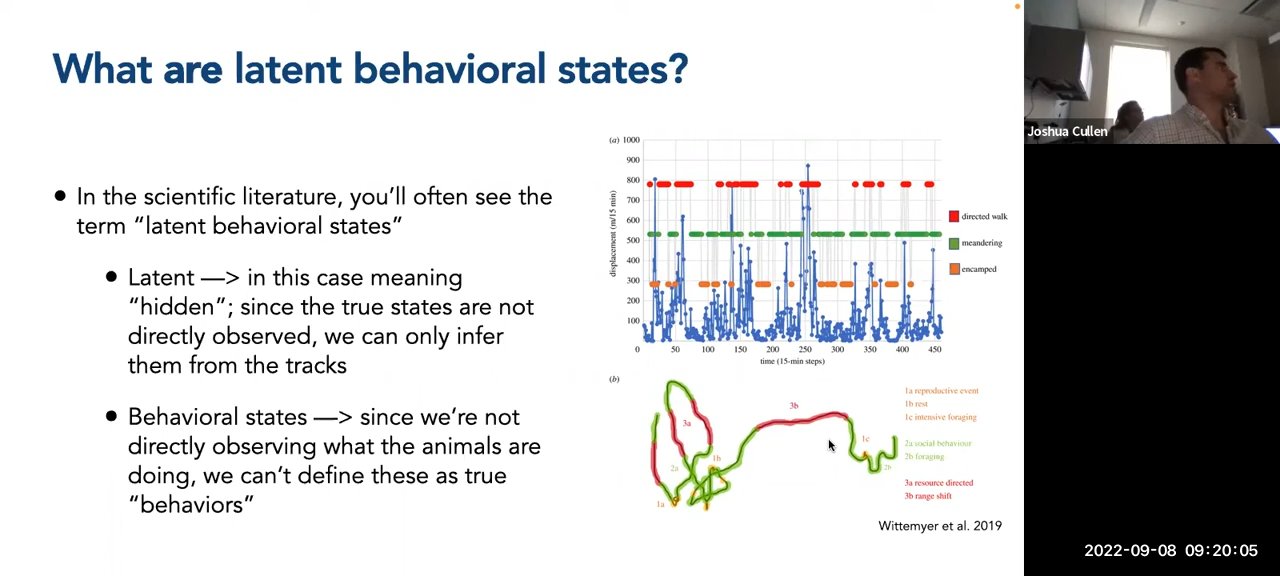 What are latent behavioral states?
● In the scientific literature, you'll often see the
term “latent behavioral states”
● Latent —> in this case meaning
“hidden”; since the true states are not
directly observed, we can only infer
them from the tracks
● Behavioral states —> since we're not
directly observing what the animals are
doing, we can't define these as true
“behaviors”
(a)
1000
900
800
700
600
500
400
300
200
100
displacement (m/15 min)
0 50 100 150 200 250 300 350 400 450
time (15-min steps)
directed walk
meandering
encamped
(b)
3b
3a
2a
1b
1a
1c
2b
1a reproductive event
1b rest
1c intensive foraging
2a social behaviour
2b foraging
3a resource directed
3b range shift
Wittemyer et al. 2019
Joshua Cullen
2022-09-08 09:20:05